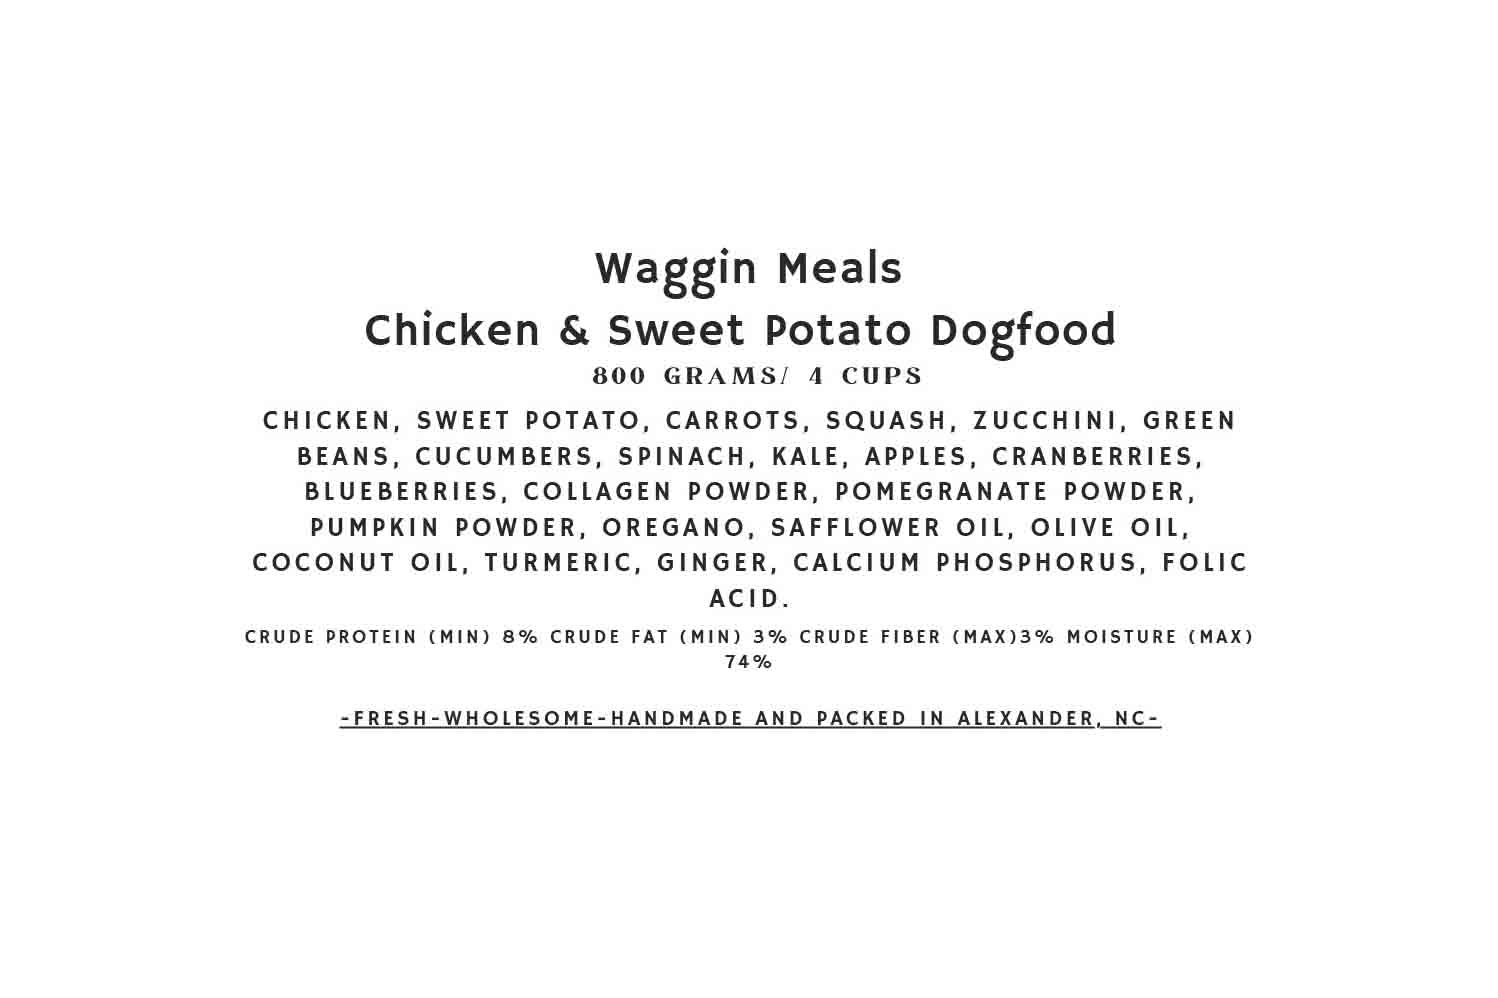 Waggin Meals
Chicken & Sweet Potato Dogfood
800 GRAMS/ 4 CUPS
CHICKEN, SWEET POTATO, CARROTS, SQUASH, ZUCCHINI, GREEN
BEANS, CUCUMBERS, SPINACH, KALE, APPLES, CRANBERRIES,
BLUEBERRIES, COLLAGEN POWDER, POMEGRANATE POWDER,
PUMPKIN POWDER, OREGANO, SAFFLOWER OIL, OLIVE OIL,
COCONUT OIL, TURMERIC, GINGER, CALCIUM PHOSPHORUS, FOLIC
ACID.
CRUDE PROTEIN (MIN) 8% CRUDE FAT (MIN) 3% CRUDE FIBER (MAX)3% MOISTURE (MAX)
74%
-FRESH-WHOLESOME-HANDMADE AND PACKED IN ALEXANDER, NC-